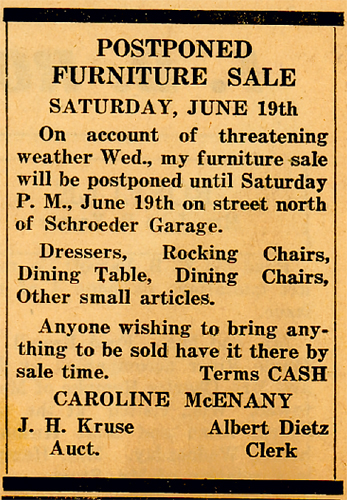 POSTPONED
FURNITURE SALE
SATURDAY, JUNE 19th
On account of threatening
weather Wed., my furniture sale
will be postponed until Saturday
P. M., June 19th on street north
of Schroeder Garage.
Dressers, Rocking Chairs,
Dining Table, Dining Chairs,
Other small articles.
Anyone wishing to bring any-
thing to be sold have it there by
sale time. Terms CASH
CAROLINE McENANY
J. H. Kruse Albert Dietz
Auct. Clerk